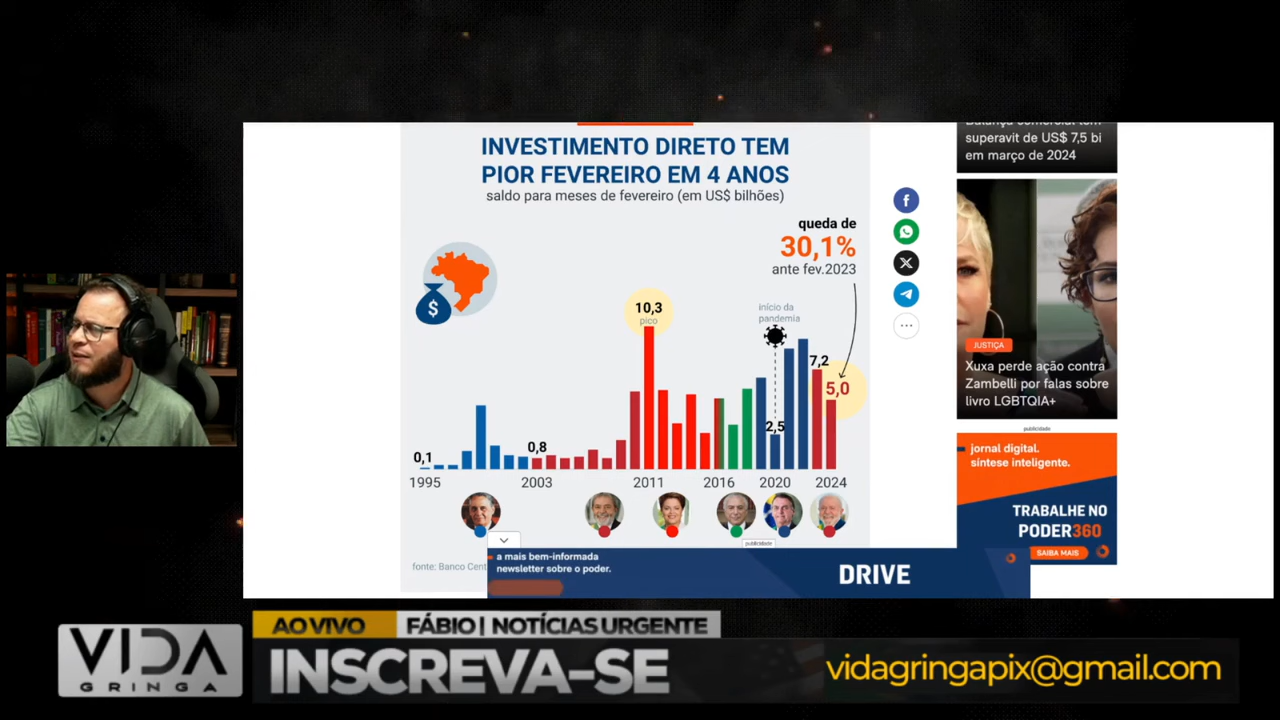 INVESTIMENTO DIRETO TEM
PIOR FEVEREIRO EM 4 ANOS
saldo para meses de fevereiro (em US$ bilhões)
queda de
30,1%
ante fev.2023
$
10,3
pico
início da
pandemia
7,2
5,0
2,5
0,8
0,1
1995
2003
2011
2016
2020
2024
fonte: Banco Cent
publicidade
a mais bem-informada
newsletter sobre o poder.
DRIVE
superavit de US$ 7,5 bi
em março de 2024
JUSTIÇA
Xuxa perde ação contra
Zambelli por falas sobre
livro LGBTQIA+
publicidade
jornal digital.
síntese inteligente.
TRABALHE NO
PODER360
SAIBA MAIS
VIDA
GRINGA
AO VIVO
FÁBIO | NOTÍCIAS URGENTE
INSCREVA-SE
vidagringapix@gmail.com